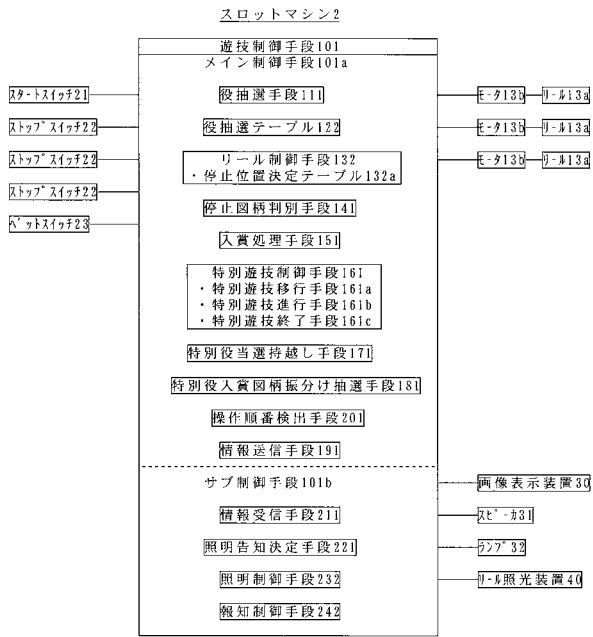 スロットマシン2
遊技制御手段101
メイン制御手段101a
スタートスイッチ21
役抽選手段111
モータ13b
リール13a
ストップスイッチ22
役抽選テーブル122
モータ13b
リール13a
ストップスイッチ22
リール制御手段132
・停止位置決定テーブル132a
モータ13b
リール13a
ストップスイッチ22
停止図柄判別手段141
ベットスイッチ23
入賞処理手段151
特別遊技制御手段161
・特別遊技移行手段161a
・特別遊技進行手段161b
・特別遊技終了手段161c
特別役当選持越し手段171
特別役入賞図柄振分け抽選手段181
操作順番検出手段201
情報送信手段191
サブ制御手段101b
画像表示装置30
情報受信手段211
スピーカ31
照明告知決定手段221
ランプ32
照明制御手段232
リール照光装置40
報知制御手段242